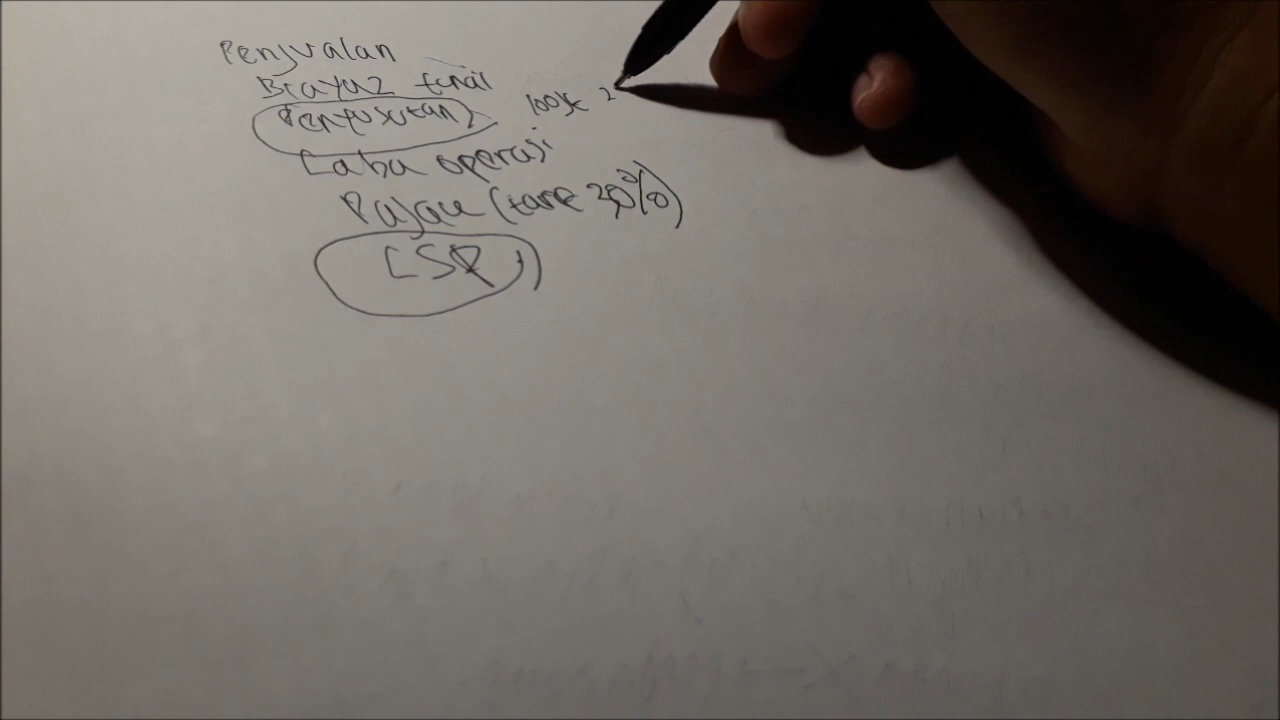 Penjualan
Biaya2 tunai
Penyusutan) 100jt 2
Laba operasi
Pajak (tarif 30%)
LSP